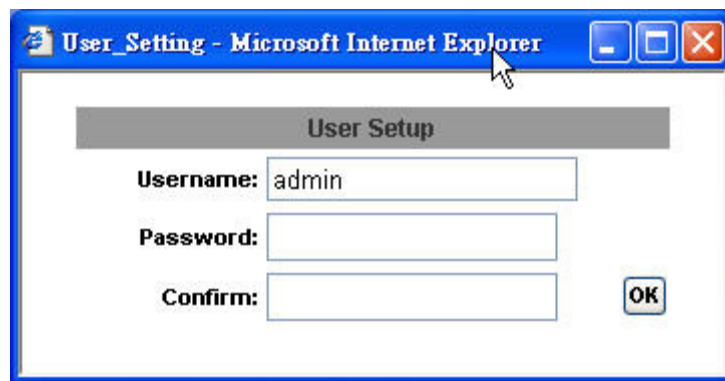 User_Setting - Microsoft Internet Explorer
User Setup
Username: admin
Password:
Confirm:
OK